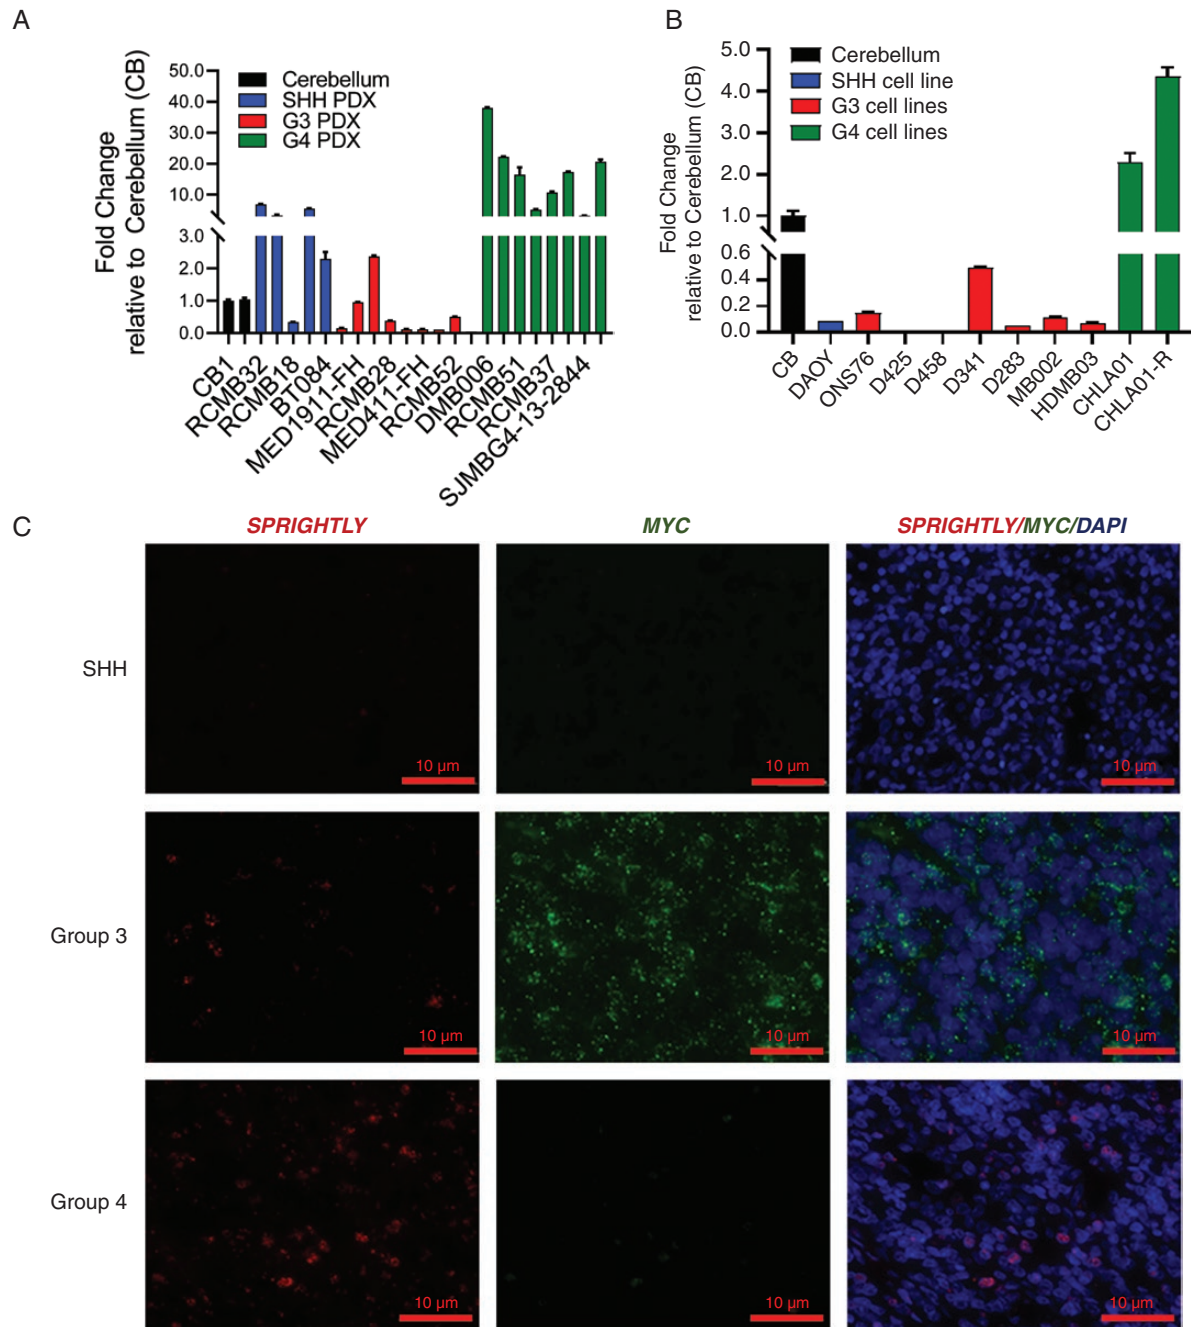 A
Fold Change
relative to Cerebellum (CB)
50.0
40.0
30.0
20.0
10.0
3.0
2.0
1.0
0.0
Cerebellum
SHH PDX
G3 PDX
G4 PDX
CB1
RCMB32
RCMB18
BT084
MED1911-FH
RCMB28
MED411-FH
RCMB52
DMB006
RCMB51
RCMB37
SJMBG4-13-2844
B
Fold Change
relative to Cerebellum (CB)
5.0
4.0
3.0
2.0
1.0
0.6
0.4
0.2
0.0
Cerebellum
SHH cell line
G3 cell lines
G4 cell lines
CB
DAOY
ONS76
D425
D458
D341
D283
MB002
HDMB03
CHLA01
CHLA01-R
C
SPRIGHTLY
MYC
SPRIGHTLY/MYC/DAPI
SHH
10 µm
10 µm
10 µm
Group 3
10 µm
10 µm
10 µm
Group 4
10 µm
10 µm
10 µm